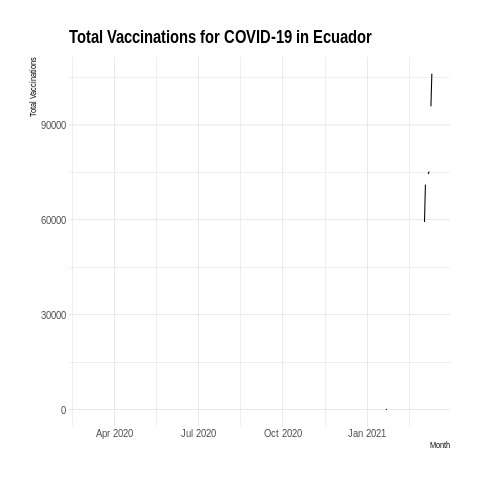 Total Vaccinations for COVID-19 in Ecuador
Total Vaccinations
90000
60000
30000
0
Apr 2020
Jul 2020
Oct 2020
Jan 2021
Month